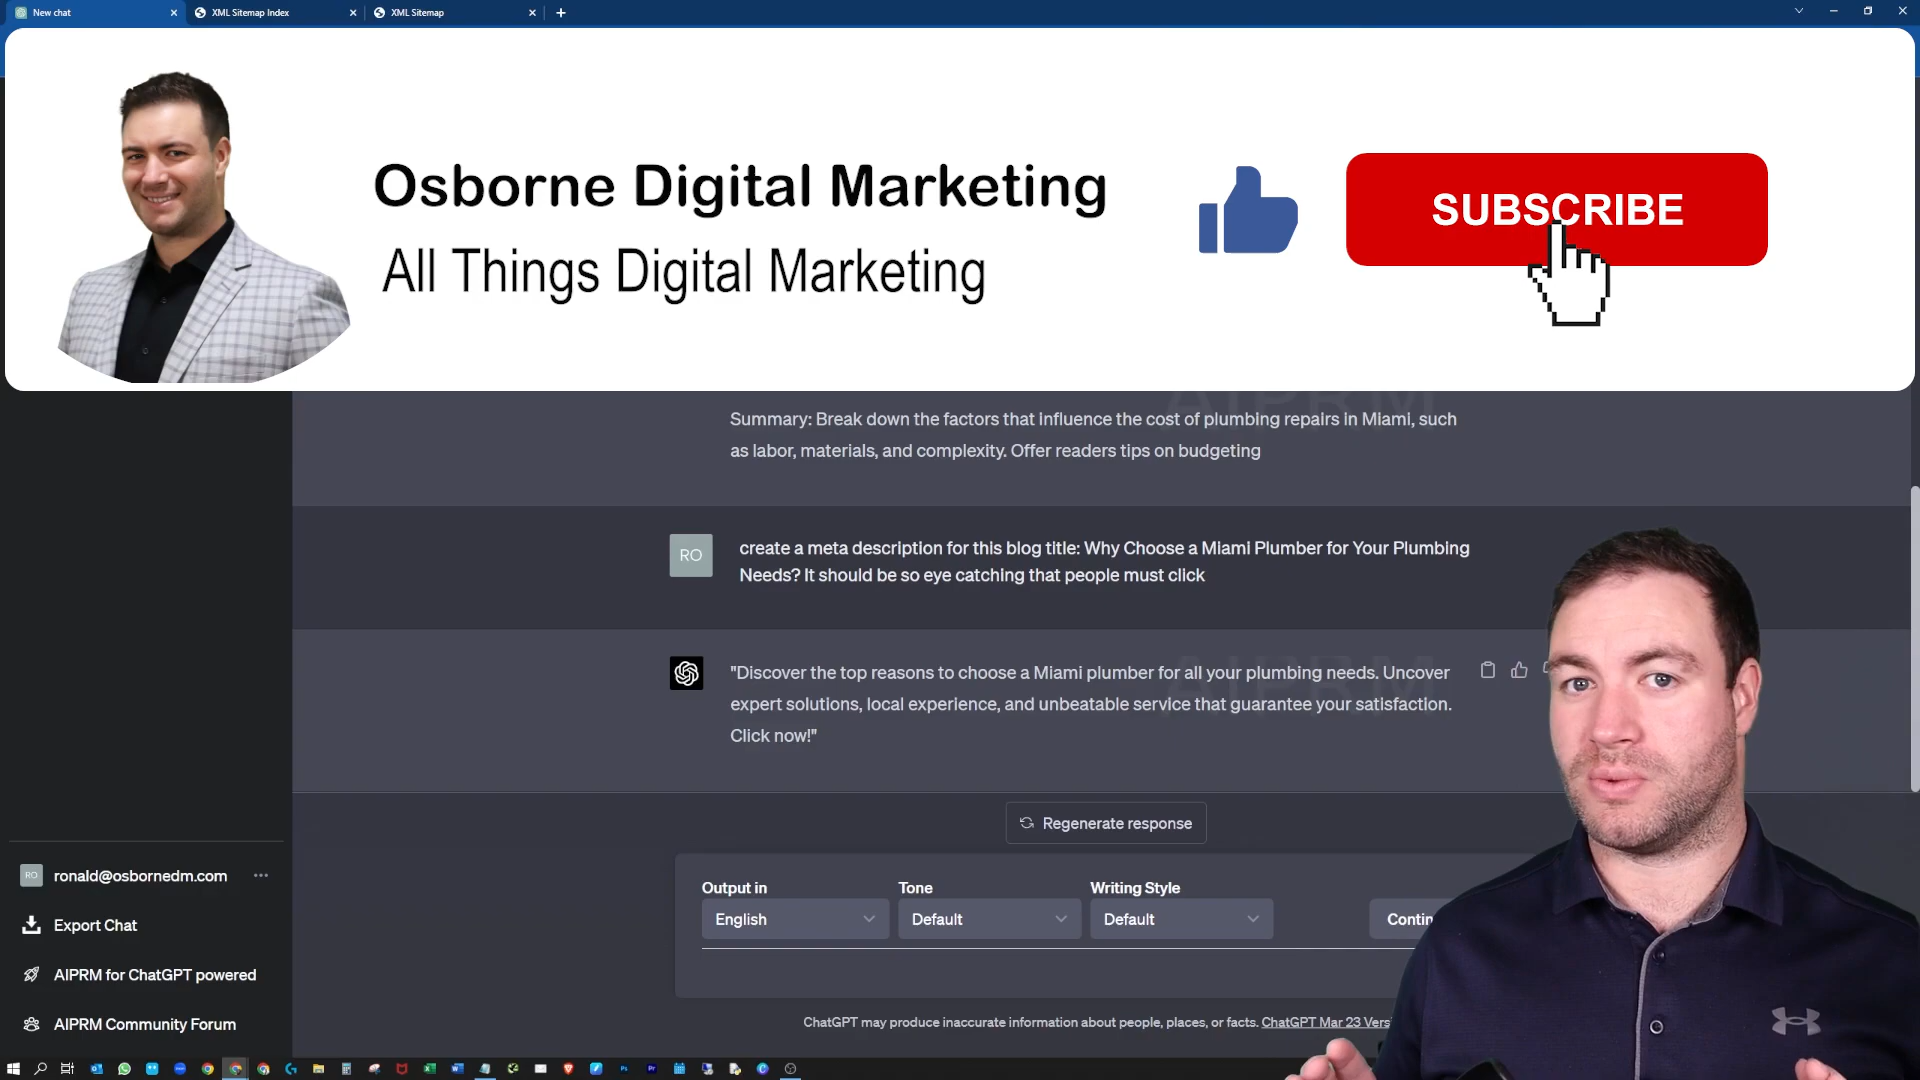 New chat
XML Sitemap Index
XML Sitemap
Osborne Digital Marketing
All Things Digital Marketing
SUBSCRIBE
AIPRM
Summary: Break down the factors that influence the cost of plumbing repairs in Miami, such
as labor, materials, and complexity. Offer readers tips on budgeting
RO
create a meta description for this blog title: Why Choose a Miami Plumber for Your Plumbing
Needs? It should be so eye catching that people must click
AIPRM
"Discover the top reasons to choose a Miami plumber for all your plumbing needs. Uncover
expert solutions, local experience, and unbeatable service that guarantee your satisfaction.
Click now!"
Regenerate response
Output in
Tone
Writing Style
English
Default
Default
Contin
ChatGPT may produce inaccurate information about people, places, or facts. ChatGPT Mar 23 Versi
RO
ronald@osbornedm.com
Export Chat
AIPRM for ChatGPT powered
AIPRM Community Forum